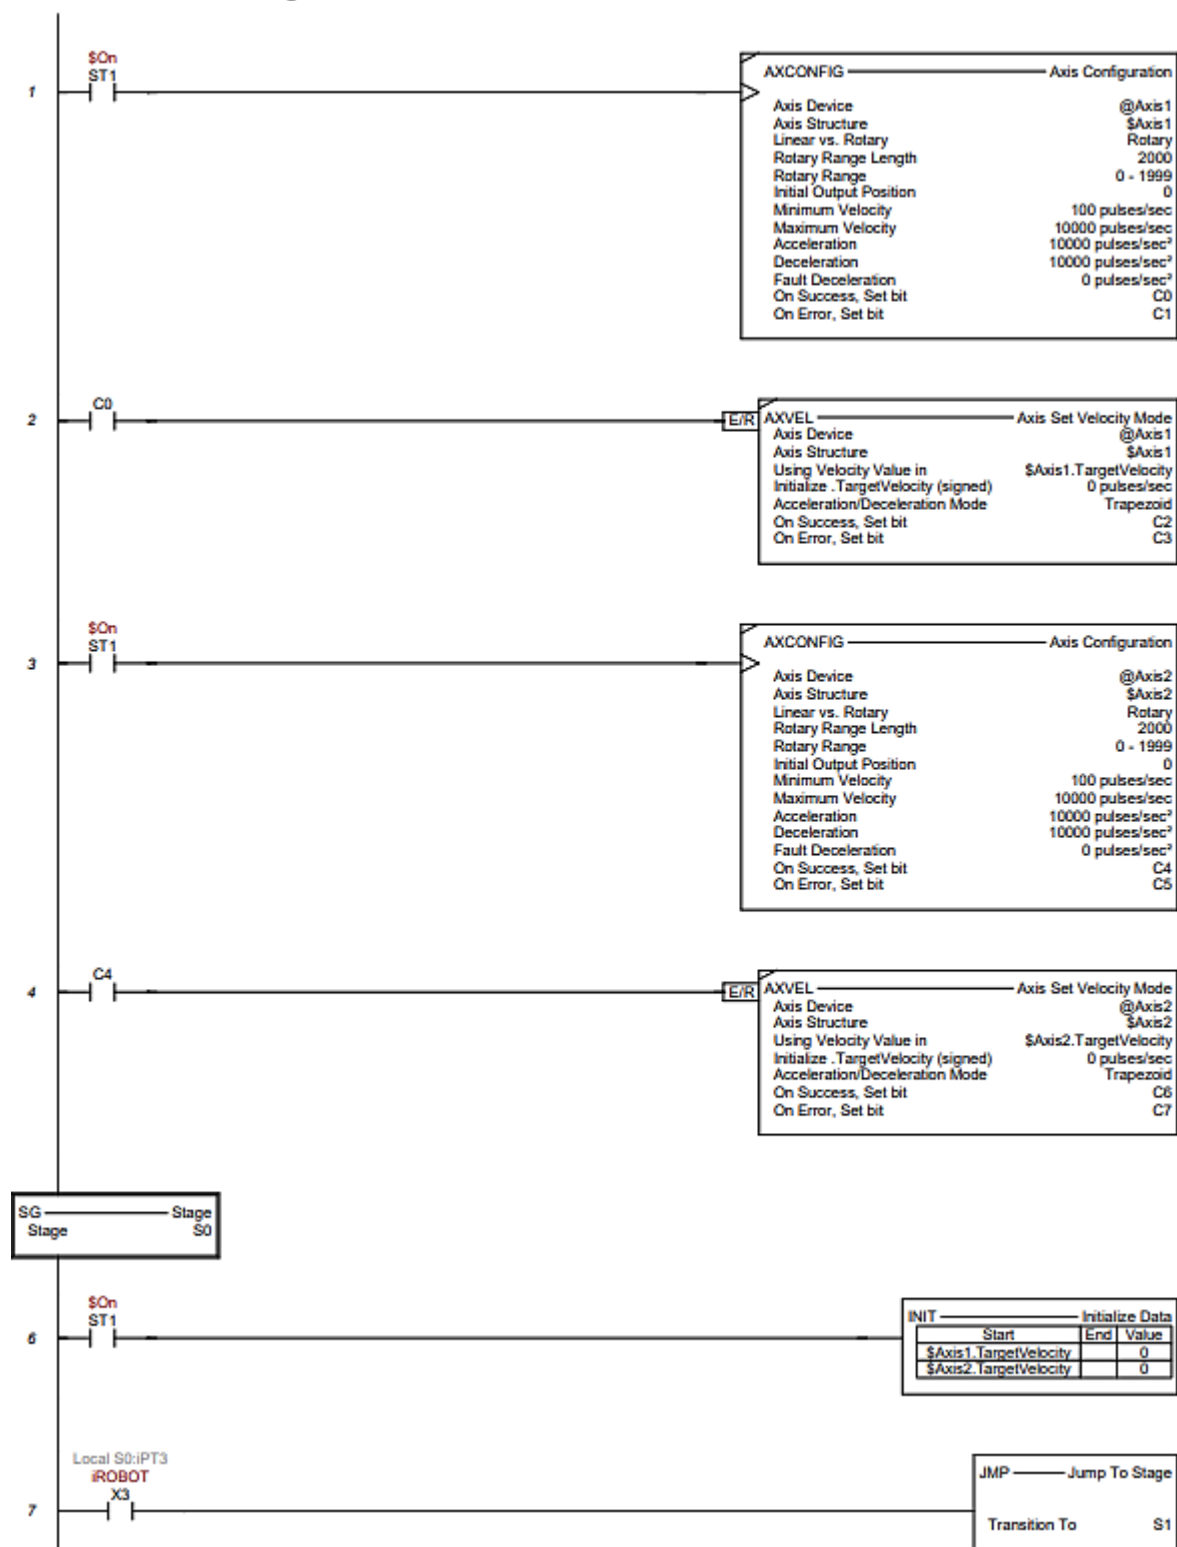 $On
ST1
1
AXCONFIG Axis Configuration
Axis Device @Axis1
Axis Structure $Axis1
Linear vs. Rotary Rotary
Rotary Range Length 2000
Rotary Range 0 - 1999
Initial Output Position 0
Minimum Velocity 100 pulses/sec
Maximum Velocity 10000 pulses/sec
Acceleration 10000 pulses/sec²
Deceleration 10000 pulses/sec²
Fault Deceleration 0 pulses/sec²
On Success, Set bit C0
On Error, Set bit C1
C0
2
E/R AXVEL Axis Set Velocity Mode
Axis Device @Axis1
Axis Structure $Axis1
Using Velocity Value in $Axis1.TargetVelocity
Initialize .TargetVelocity (signed) 0 pulses/sec
Acceleration/Deceleration Mode Trapezoid
On Success, Set bit C2
On Error, Set bit C3
$On
ST1
3
AXCONFIG Axis Configuration
Axis Device @Axis2
Axis Structure $Axis2
Linear vs. Rotary Rotary
Rotary Range Length 2000
Rotary Range 0 - 1999
Initial Output Position 0
Minimum Velocity 100 pulses/sec
Maximum Velocity 10000 pulses/sec
Acceleration 10000 pulses/sec²
Deceleration 10000 pulses/sec²
Fault Deceleration 0 pulses/sec²
On Success, Set bit C4
On Error, Set bit C5
C4
4
E/R AXVEL Axis Set Velocity Mode
Axis Device @Axis2
Axis Structure $Axis2
Using Velocity Value in $Axis2.TargetVelocity
Initialize .TargetVelocity (signed) 0 pulses/sec
Acceleration/Deceleration Mode Trapezoid
On Success, Set bit C6
On Error, Set bit C7
SG Stage
Stage S0
$On
ST1
6
INIT Initialize Data
Start End Value
$Axis1.TargetVelocity 0
$Axis2.TargetVelocity 0
Local S0:iPT3
iROBOT
X3
7
JMP Jump To Stage
Transition To S1